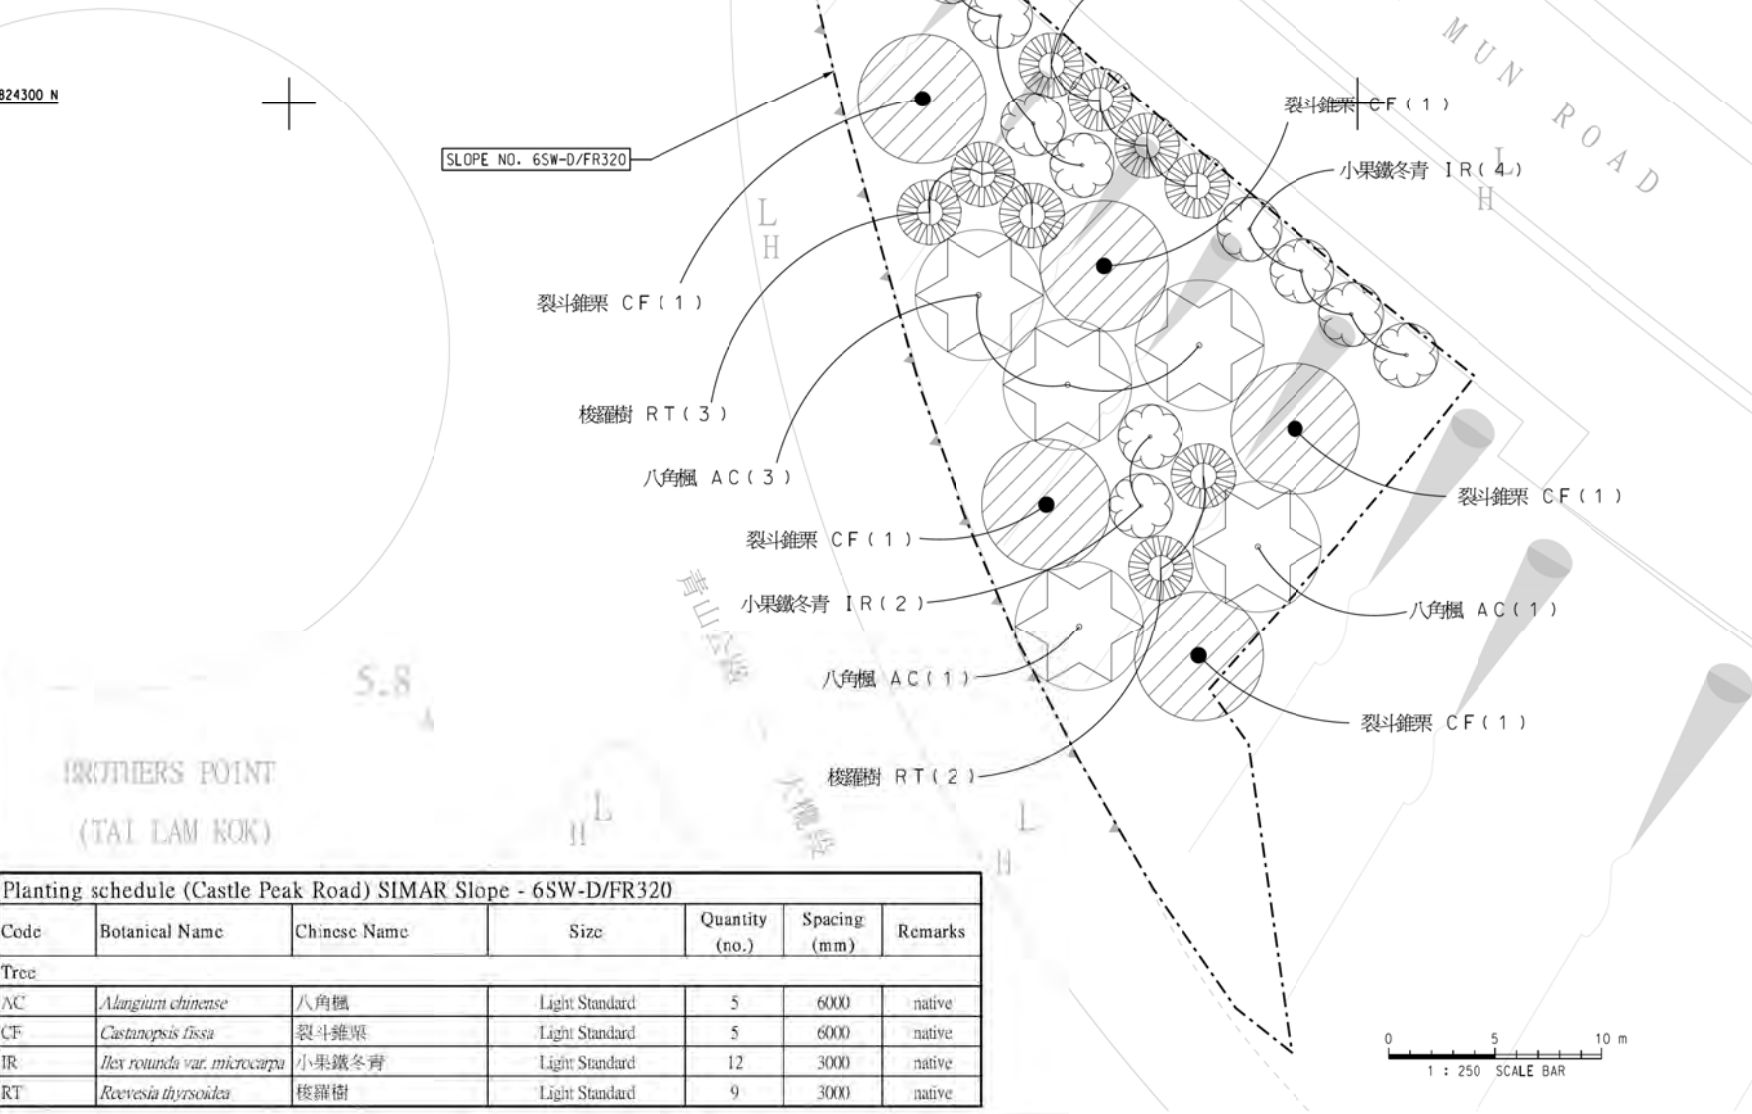 MUN ROAD
824300 N
裂斗錐栗 CF(1)
SLOPE NO. 6SW-D/FR320
小果鐵冬青 IR(4)
L
H
L
H
裂斗錐栗 CF(1)
梭羅樹 RT(3)
八角楓 AC(3)
裂斗錐栗 CF(1)
裂斗錐栗 CF(1)
小果鐵冬青 IR(2)
八角楓 AC(1)
青山公路
八角楓 AC(1)
5.8
裂斗錐栗 CF(1)
梭羅樹 RT(2)
BROTHERS POINT
(TAI LAM KOK)
大欖段
L
H
L
H
Planting schedule (Castle Peak Road) SIMAR Slope - 6SW-D/FR320
Code Botanical Name Chinese Name Size Quantity (no.) Spacing (mm) Remarks
Tree
AC Alangium chinense 八角楓 Light Standard 5 6000 native
CF Castanopsis fissa 裂斗錐栗 Light Standard 5 6000 native
IR Ilex rotunda var. microcarpa 小果鐵冬青 Light Standard 12 3000 native
RT Reevesia thyrsoidea 梭羅樹 Light Standard 9 3000 native
0 5 10 m
1 : 250 SCALE BAR